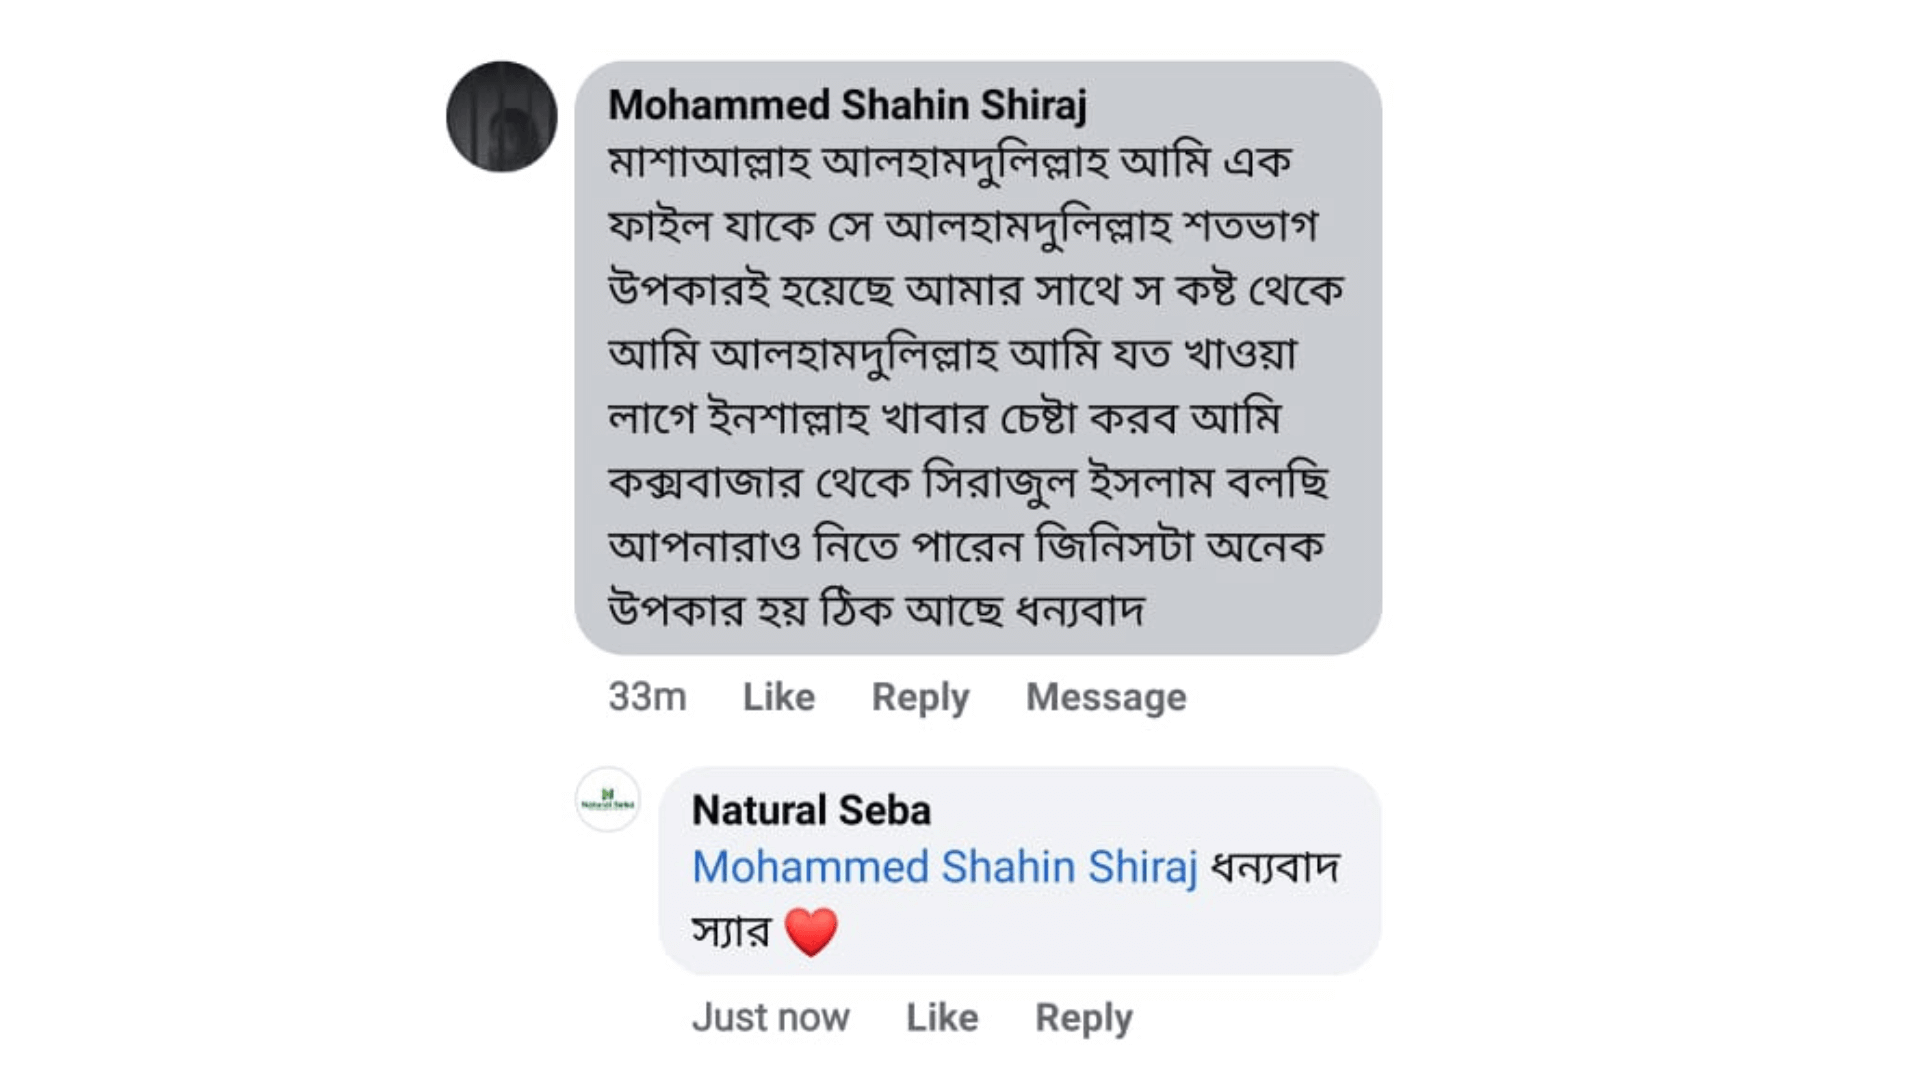 Mohammed Shahin Shiraj
মাশাআল্লাহ আলহামদুলিল্লাহ আমি এক
ফাইল যাকে সে আলহামদুলিল্লাহ শতভাগ
উপকারই হয়েছে আমার সাথে স কষ্ট থেকে
আমি আলহামদুলিল্লাহ আমি যত খাওয়া
লাগে ইনশাল্লাহ খাবার চেষ্টা করব আমি
কক্সবাজার থেকে সিরাজুল ইসলাম বলছি
আপনারাও নিতে পারেন জিনিসটা অনেক
উপকার হয় ঠিক আছে ধন্যবাদ
33m Like Reply Message
Natural Seba
Natural Seba
Mohammed Shahin Shiraj ধন্যবাদ
স্যার
Just now Like Reply